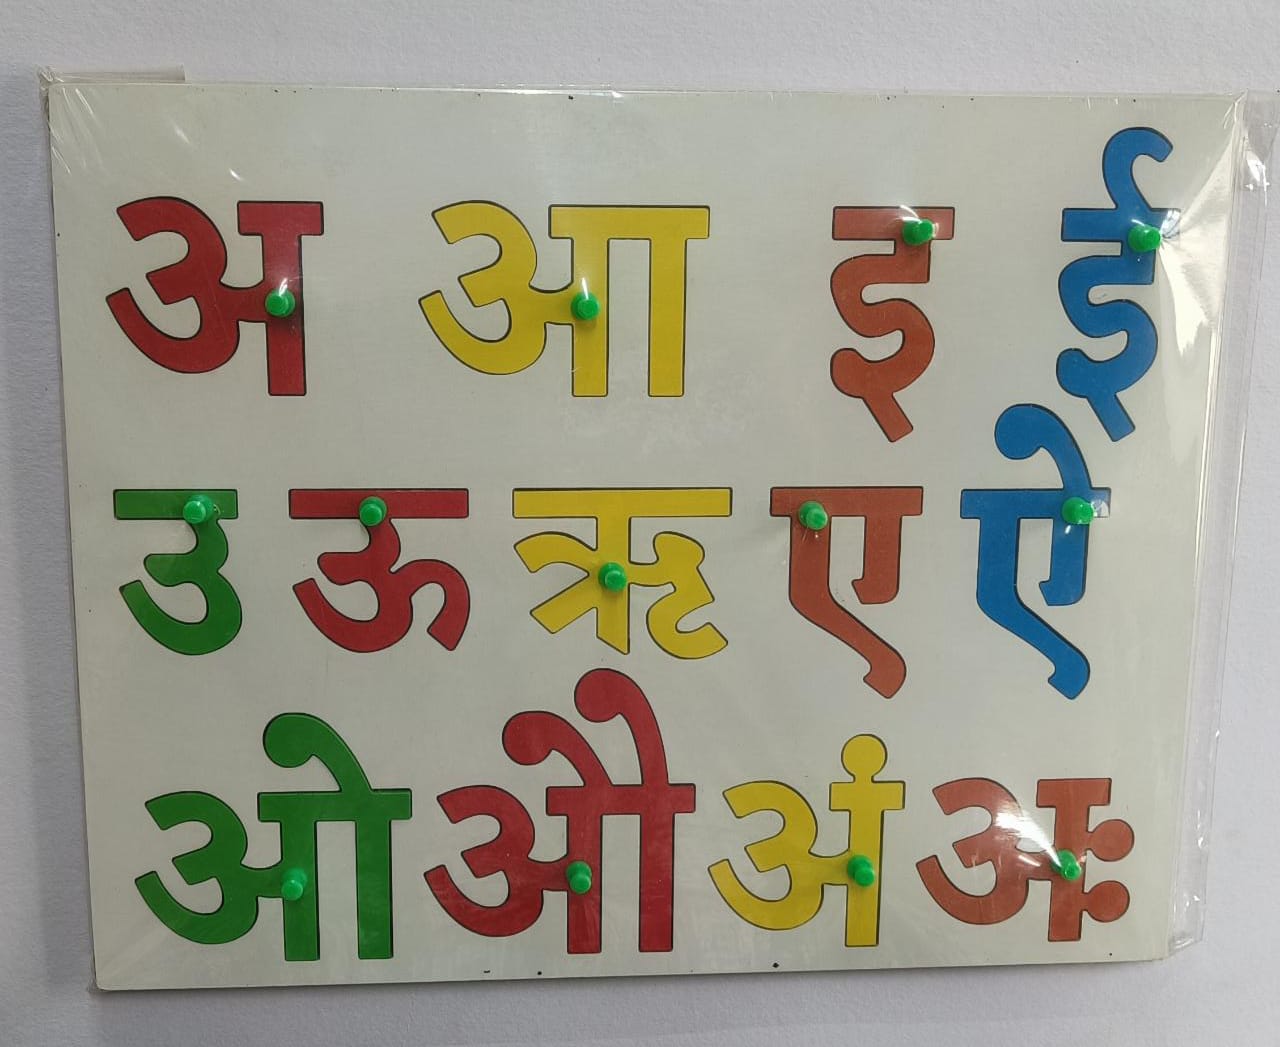 अ आ इ ई
उ ऊ ऋ ए ऐ
ओ औ अं अः